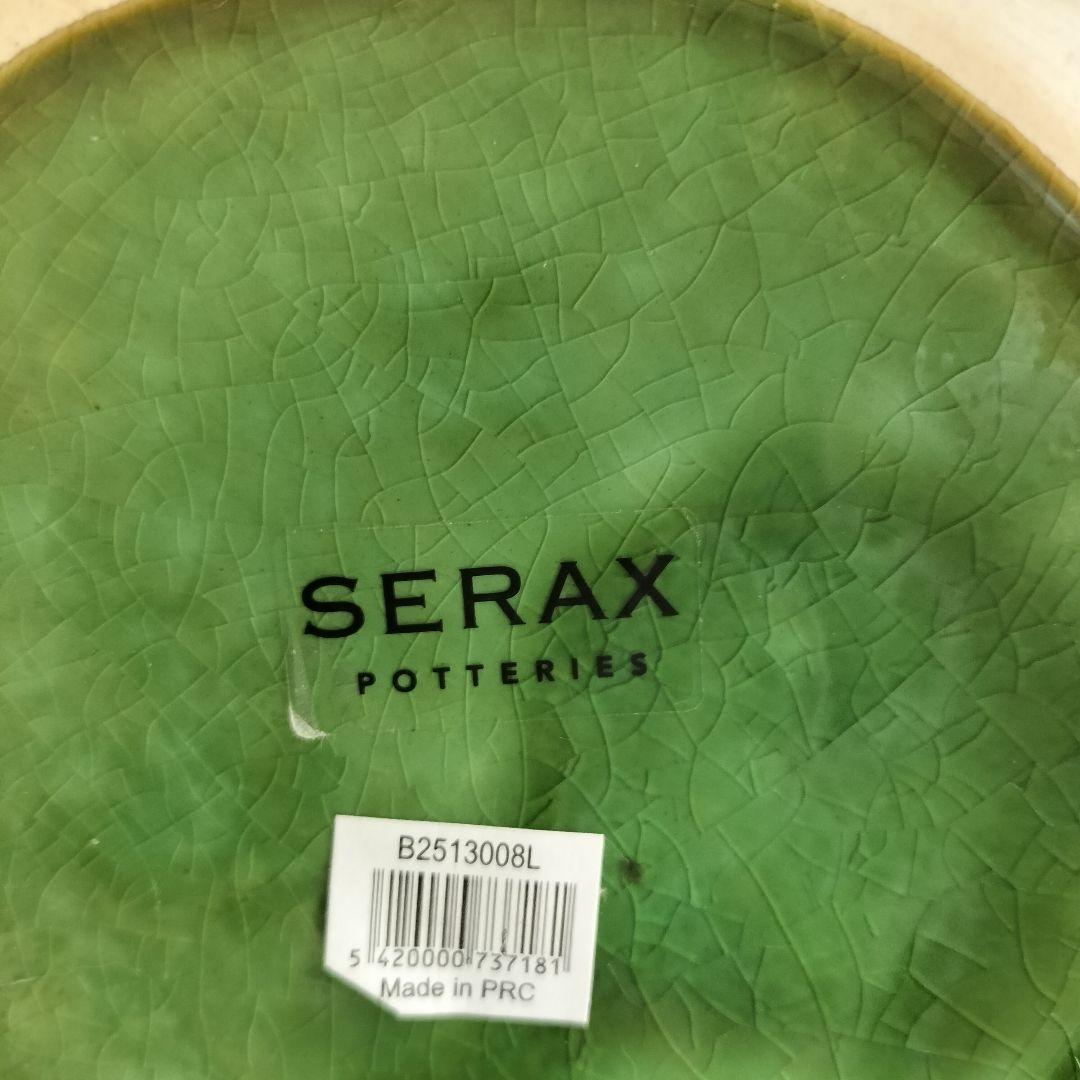 SERAX
POTTERIES
B2513008L
5 420000 737181
Made in PRC